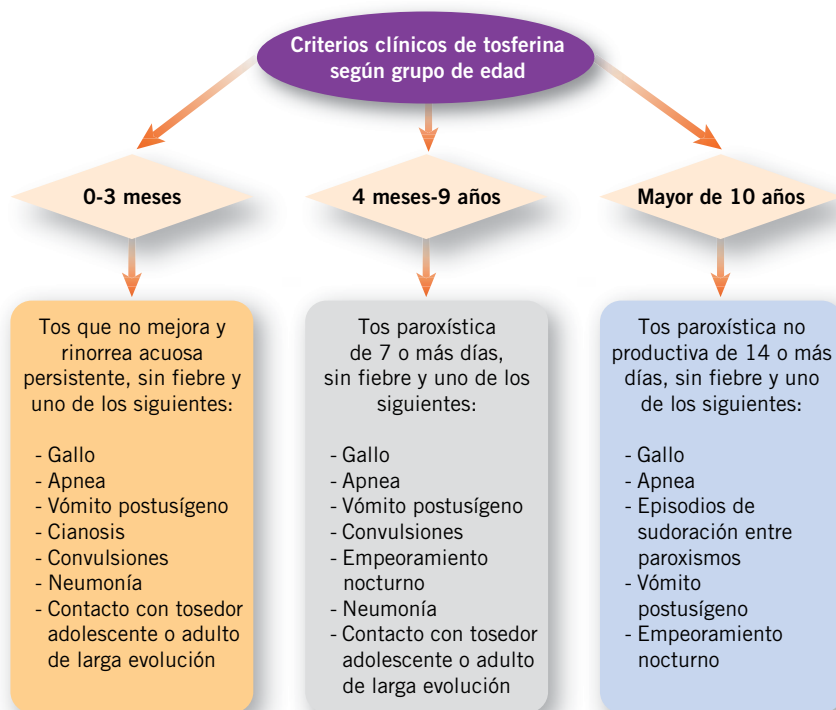 Criterios clínicos de tosferina
según grupo de edad
0-3 meses
4 meses-9 años
Mayor de 10 años
Tos que no mejora y
rinorrea acuosa
persistente, sin fiebre y
uno de los siguientes:
- Gallo
- Apnea
- Vómito postusígeno
- Cianosis
- Convulsiones
- Neumonía
- Contacto con tosedor
adolescente o adulto
de larga evolución
Tos paroxística
de 7 o más días,
sin fiebre y uno de los
siguientes:
- Gallo
- Apnea
- Vómito postusígeno
- Convulsiones
- Empeoramiento
nocturno
- Neumonía
- Contacto con tosedor
adolescente o adulto
de larga evolución
Tos paroxística no
productiva de 14 o más
días, sin fiebre y uno
de los siguientes:
- Gallo
- Apnea
- Episodios de
sudoración entre
paroxismos
- Vómito
postusígeno
- Empeoramiento
nocturno